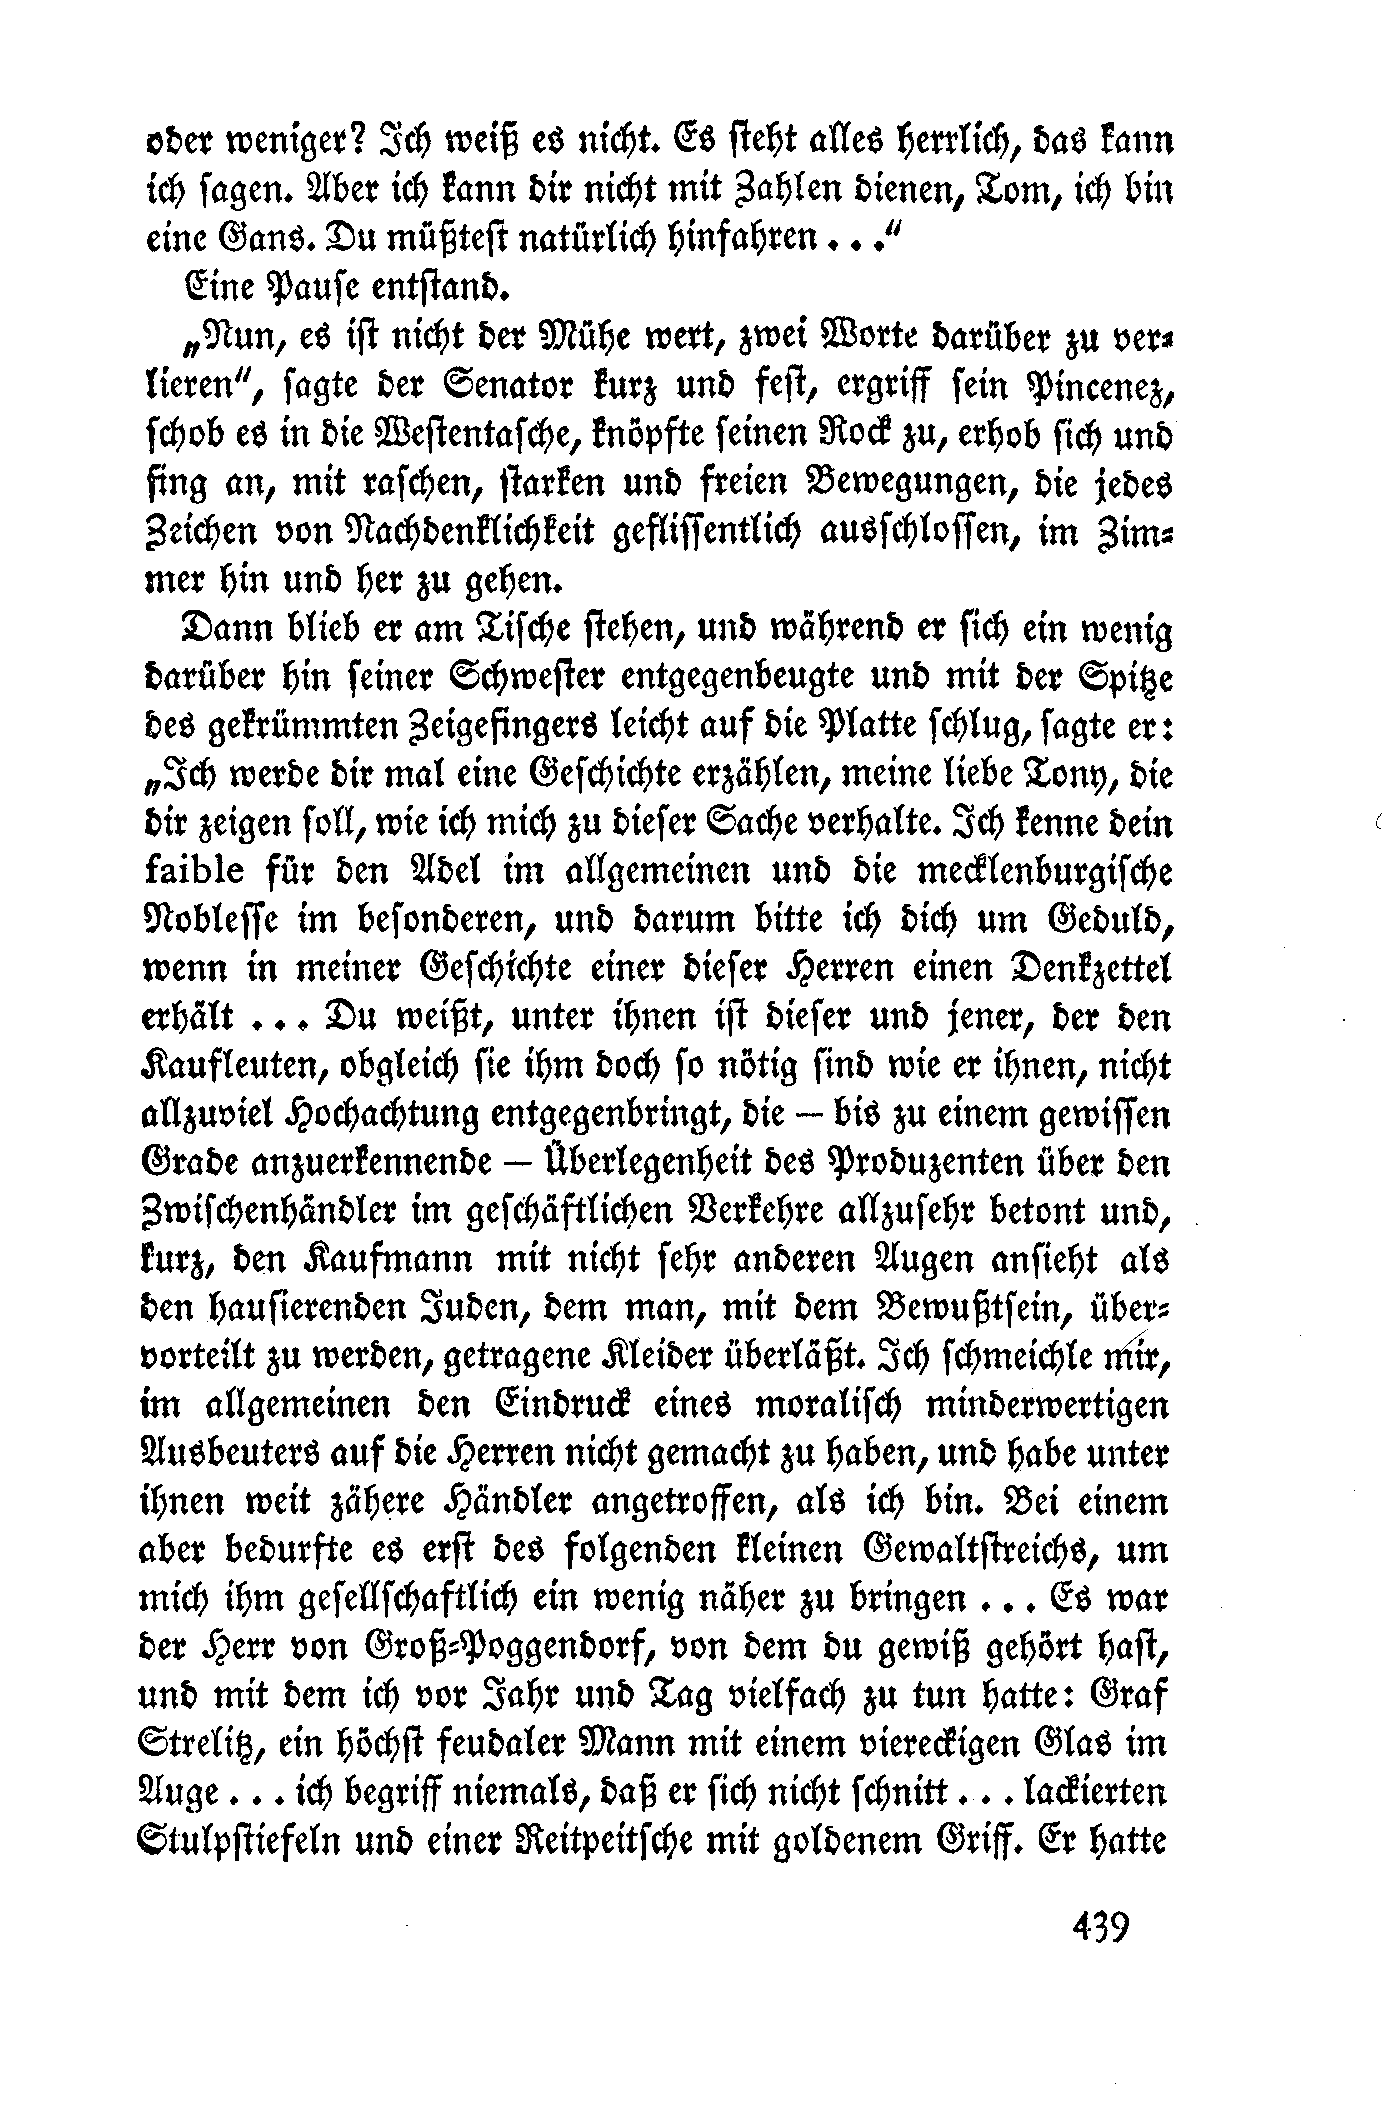 oder weniger? Ich weiß es nicht. Es steht alles herrlich, das kann
ich sagen. Aber ich kann dir nicht mit Zahlen dienen, Tom, ich bin
eine Gans. Du müßtest natürlich hinfahren . . .“
Eine Pause entstand.
„Nun, es ist nicht der Mühe wert, zwei Worte darüber zu ver-
lieren“, sagte der Senator kurz und fest, ergriff sein Pincenez,
schob es in die Westentasche, knöpfte seinen Rock zu, erhob sich und
fing an, mit raschen, starken und freien Bewegungen, die jedes
Zeichen von Nachdenklichkeit geflissentlich ausschlossen, im Zim-
mer hin und her zu gehen.
Dann blieb er am Tische stehen, und während er sich ein wenig
darüber hin seiner Schwester entgegenbeugte und mit der Spitze
des gekrümmten Zeigefingers leicht auf die Platte schlug, sagte er:
„Ich werde dir mal eine Geschichte erzählen, meine liebe Tony, die
dir zeigen soll, wie ich mich zu dieser Sache verhalte. Ich kenne dein
faible für den Adel im allgemeinen und die mecklenburgische
Noblesse im besonderen, und darum bitte ich dich um Geduld,
wenn in meiner Geschichte einer dieser Herren einen Denkzettel
erhält . . . Du weißt, unter ihnen ist dieser und jener, der den
Kaufleuten, obgleich sie ihm doch so nötig sind wie er ihnen, nicht
allzuviel Hochachtung entgegenbringt, die — bis zu einem gewissen
Grade anzuerkennende — Überlegenheit des Produzenten über den
Zwischenhändler im geschäftlichen Verkehre allzusehr betont und,
kurz, den Kaufmann mit nicht sehr anderen Augen ansieht als
den hausierenden Juden, dem man, mit dem Bewußtsein, über-
vorteilt zu werden, getragene Kleider überläßt. Ich schmeichle mir,
im allgemeinen den Eindruck eines moralisch minderwertigen
Ausbeuters auf die Herren nicht gemacht zu haben, und habe unter
ihnen weit zähere Händler angetroffen, als ich bin. Bei einem
aber bedurfte es erst des folgenden kleinen Gewaltstreichs, um
mich ihm gesellschaftlich ein wenig näher zu bringen . . . Es war
der Herr von Groß-Poggendorf, von dem du gewiß gehört hast,
und mit dem ich vor Jahr und Tag vielfach zu tun hatte: Graf
Strelitz, ein höchst feudaler Mann mit einem viereckigen Glas im
Auge . . . ich begriff niemals, daß er sich nicht schnitt . . . lackierten
Stulpstiefeln und einer Reitpeitsche mit goldenem Griff. Er hatte
439